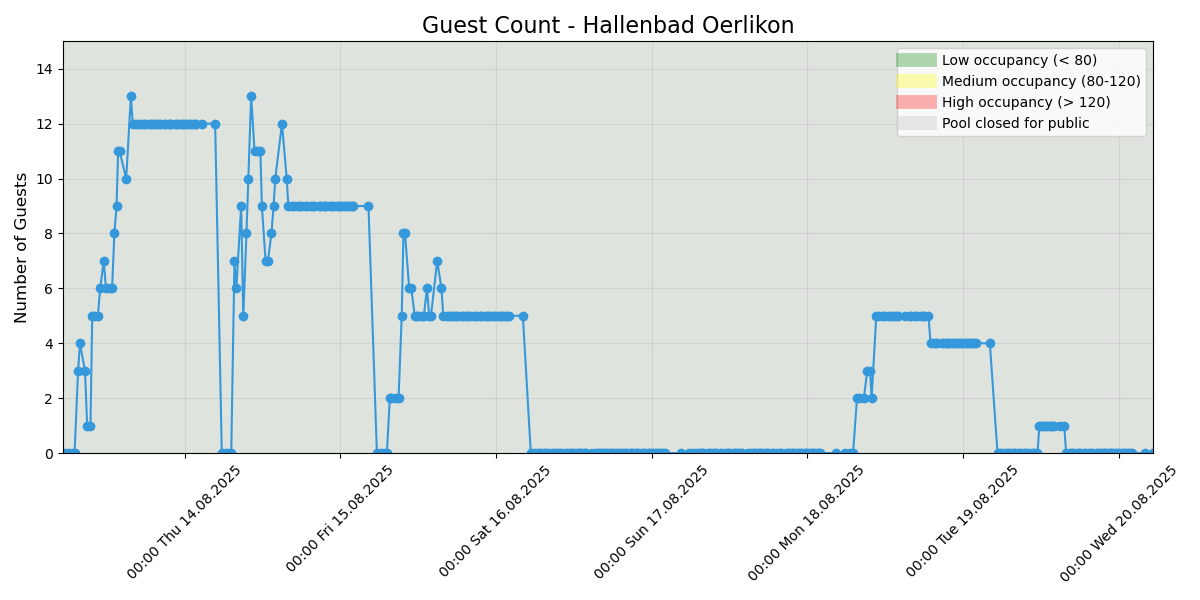 Guest Count - Hallenbad Oerlikon
Number of Guests
14
12
10
8
6
4
2
0
Low occupancy (< 80)
Medium occupancy (80-120)
High occupancy (> 120)
Pool closed for public
00:00 Thu 14.08.2025
00:00 Fri 15.08.2025
00:00 Sat 16.08.2025
00:00 Sun 17.08.2025
00:00 Mon 18.08.2025
00:00 Tue 19.08.2025
00:00 Wed 20.08.2025